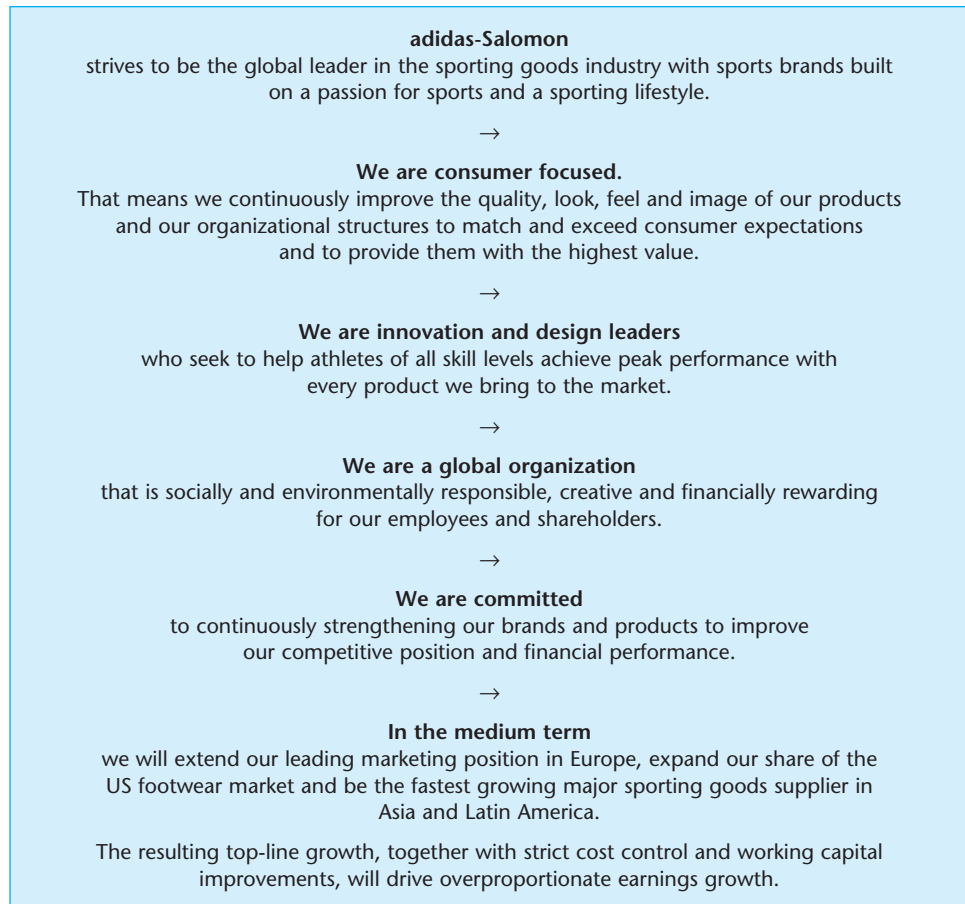 adidas-Salomon
strives to be the global leader in the sporting goods industry with sports brands built
on a passion for sports and a sporting lifestyle.
→
We are consumer focused.
That means we continuously improve the quality, look, feel and image of our products
and our organizational structures to match and exceed consumer expectations
and to provide them with the highest value.
→
We are innovation and design leaders
who seek to help athletes of all skill levels achieve peak performance with
every product we bring to the market.
→
We are a global organization
that is socially and environmentally responsible, creative and financially rewarding
for our employees and shareholders.
→
We are committed
to continuously strengthening our brands and products to improve
our competitive position and financial performance.
→
In the medium term
we will extend our leading marketing position in Europe, expand our share of the
US footwear market and be the fastest growing major sporting goods supplier in
Asia and Latin America.
The resulting top-line growth, together with strict cost control and working capital
improvements, will drive overproportionate earnings growth.